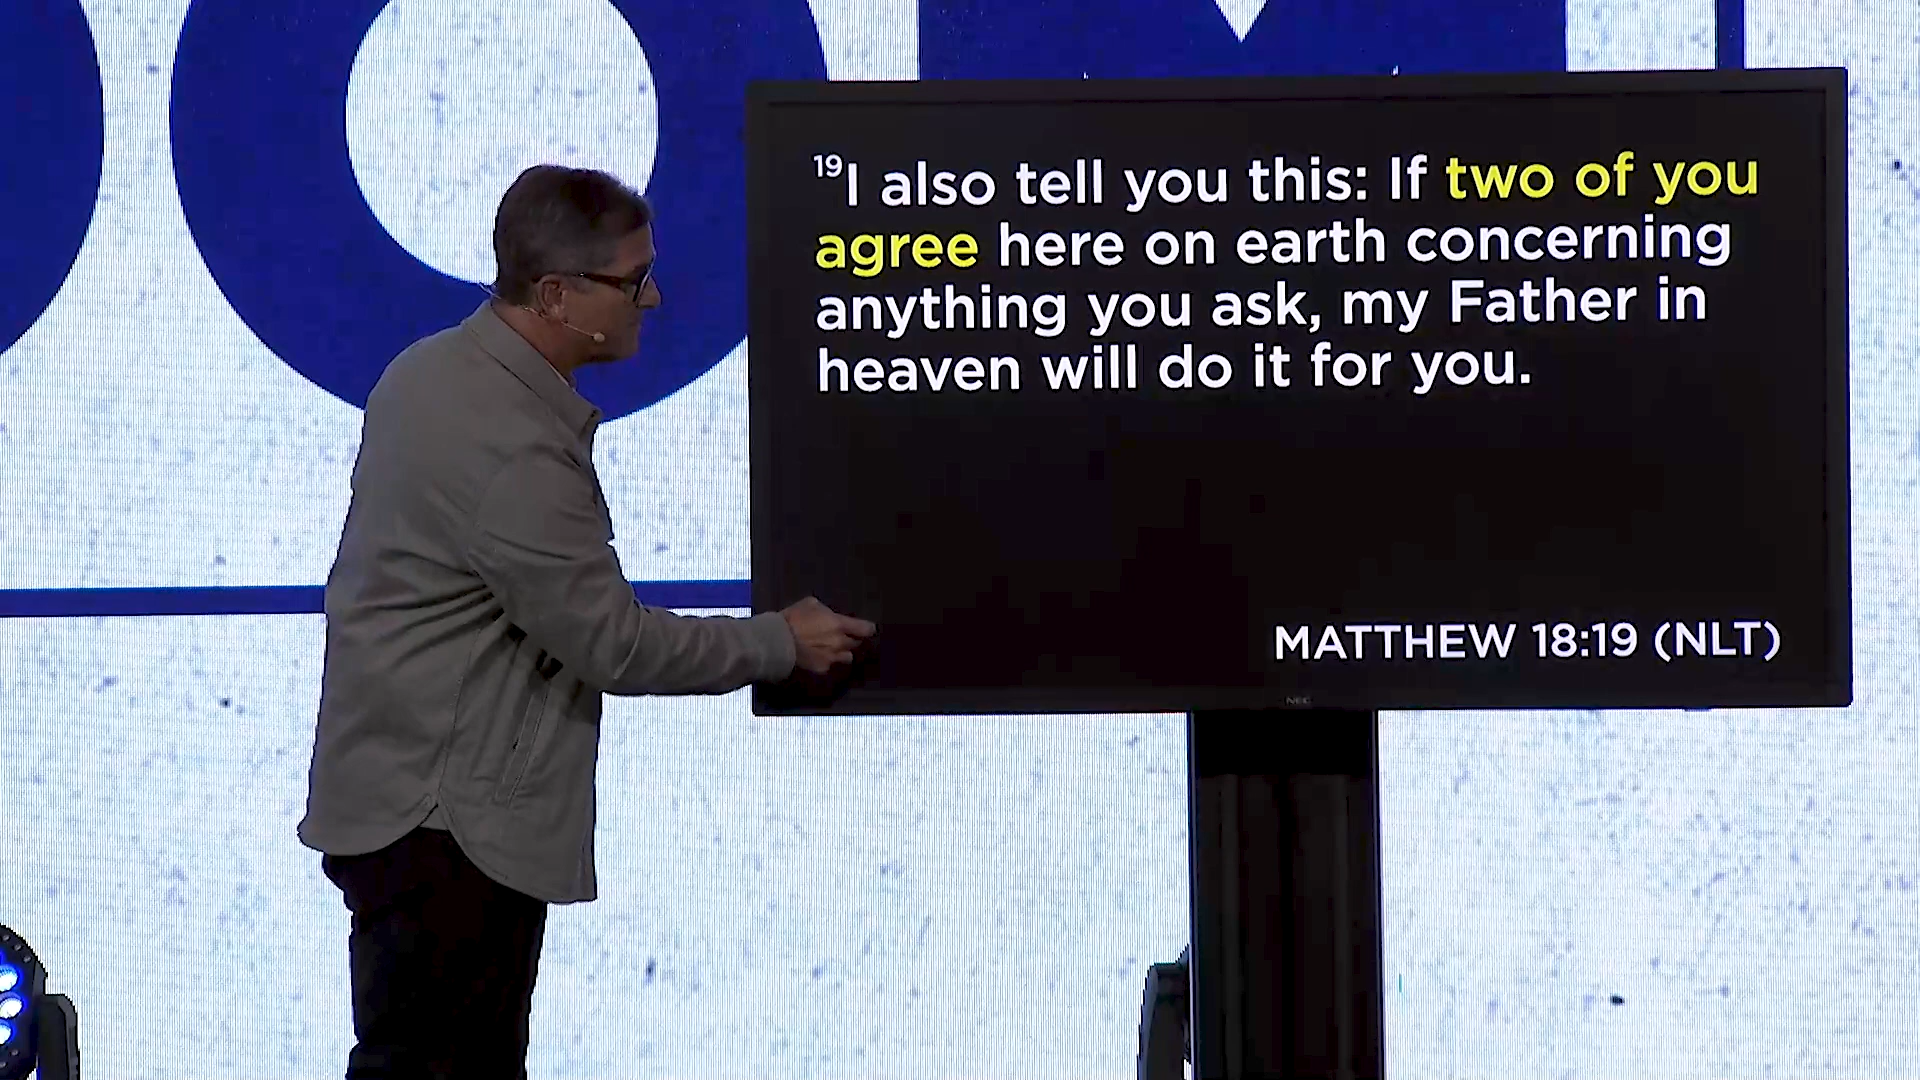 ¹⁹I also tell you this: If two of you
agree here on earth concerning
anything you ask, my Father in
heaven will do it for you.
MATTHEW 18:19 (NLT)
NEC